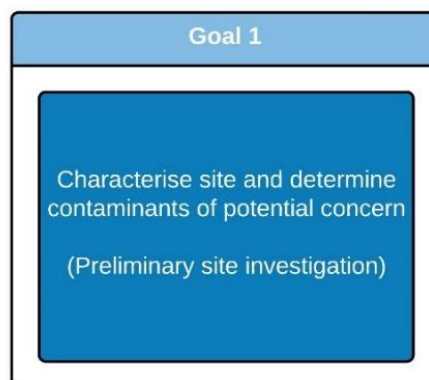 Goal 1
Characterise site and determine
contaminants of potential concern
(Preliminary site investigation)